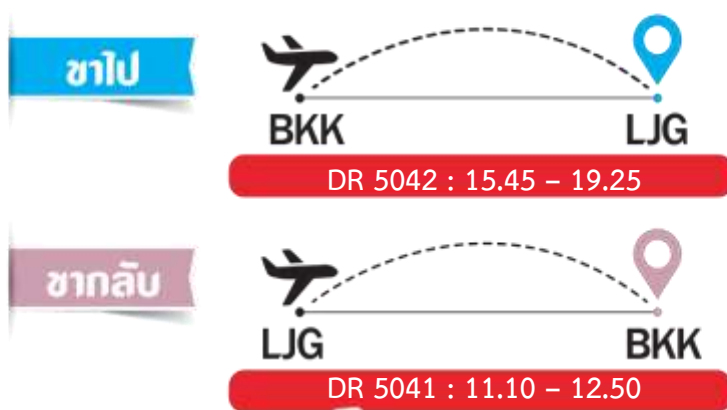 ขาไป
BKK LJG
DR 5042 : 15.45 – 19.25
ขากลับ
LJG BKK
DR 5041 : 11.10 – 12.50